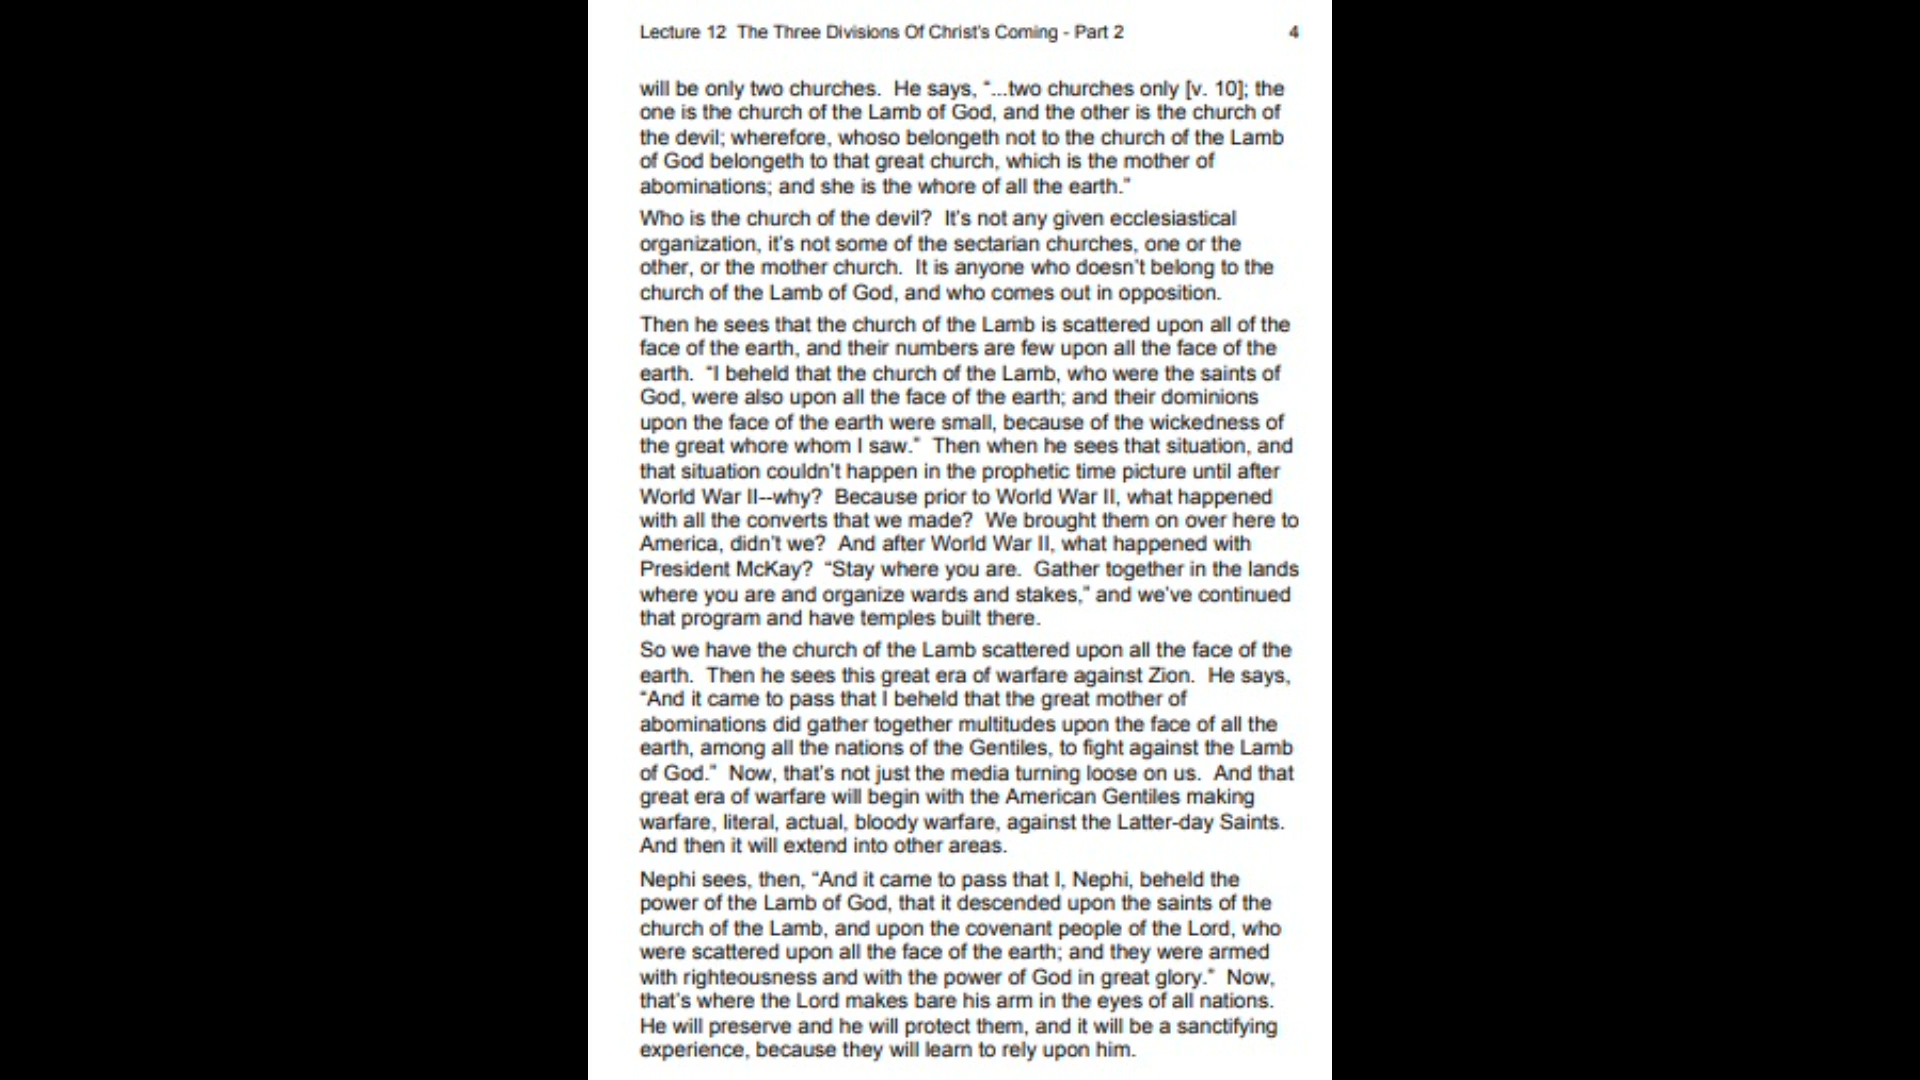 Lecture 12  The Three Divisions Of Christ's Coming - Part 2 4
will be only two churches.  He says, "...two churches only [v. 10]; the
one is the church of the Lamb of God, and the other is the church of
the devil; wherefore, whoso belongeth not to the church of the Lamb
of God belongeth to that great church, which is the mother of
abominations; and she is the whore of all the earth."
Who is the church of the devil?  It's not any given ecclesiastical
organization, it's not some of the sectarian churches, one or the
other, or the mother church.  It is anyone who doesn't belong to the
church of the Lamb of God, and who comes out in opposition.
Then he sees that the church of the Lamb is scattered upon all of the
face of the earth, and their numbers are few upon all the face of the
earth.  "I beheld that the church of the Lamb, who were the saints of
God, were also upon all the face of the earth; and their dominions
upon the face of the earth were small, because of the wickedness of
the great whore whom I saw."  Then when he sees that situation, and
that situation couldn't happen in the prophetic time picture until after
World War II--why?  Because prior to World War II, what happened
with all the converts that we made?  We brought them on over here to
America, didn't we?  And after World War II, what happened with
President McKay?  "Stay where you are.  Gather together in the lands
where you are and organize wards and stakes," and we've continued
that program and have temples built there.
So we have the church of the Lamb scattered upon all the face of the
earth.  Then he sees this great era of warfare against Zion.  He says,
"And it came to pass that I beheld that the great mother of
abominations did gather together multitudes upon the face of all the
earth, among all the nations of the Gentiles, to fight against the Lamb
of God."  Now, that's not just the media turning loose on us.  And that
great era of warfare will begin with the American Gentiles making
warfare, literal, actual, bloody warfare, against the Latter-day Saints.
And then it will extend into other areas.
Nephi sees, then, "And it came to pass that I, Nephi, beheld the
power of the Lamb of God, that it descended upon the saints of the
church of the Lamb, and upon the covenant people of the Lord, who
were scattered upon all the face of the earth; and they were armed
with righteousness and with the power of God in great glory."  Now,
that's where the Lord makes bare his arm in the eyes of all nations.
He will preserve and he will protect them, and it will be a sanctifying
experience, because they will learn to rely upon him.